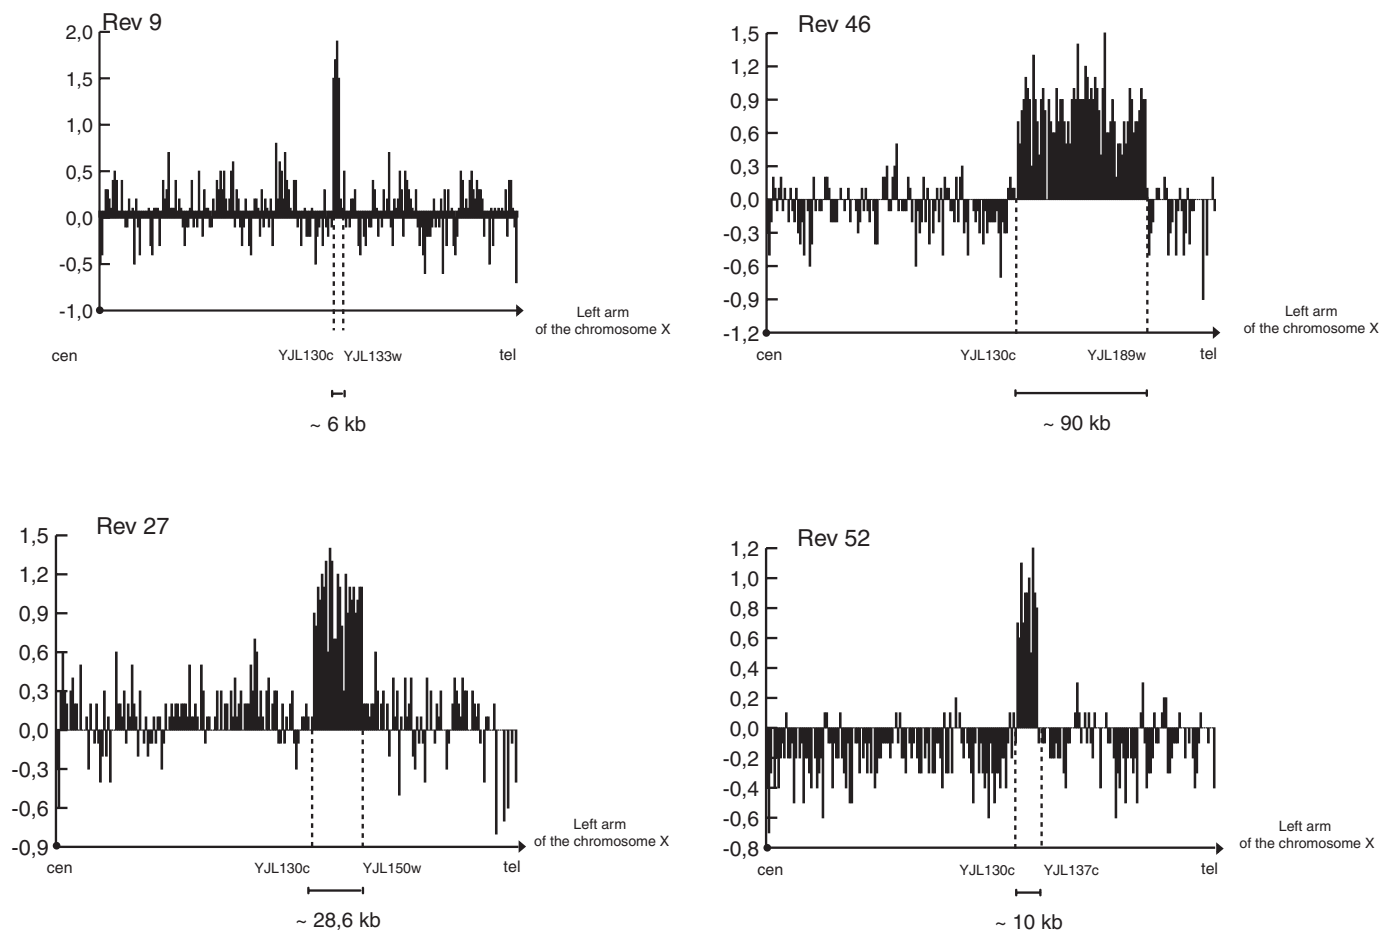 Rev 9
2,0
1,5
1,0
0,5
0,0
-0,5
-1,0
Left arm
of the chromosome X
cen
YJL130c
YJL133w
tel
~ 6 kb
Rev 46
1,5
1,2
0,9
0,6
0,3
0,0
-0,3
-0,6
-0,9
-1,2
Left arm
of the chromosome X
cen
YJL130c
YJL189w
tel
~ 90 kb
Rev 27
1,5
1,2
0,9
0,6
0,3
0,0
-0,3
-0,6
-0,9
Left arm
of the chromosome X
cen
YJL130c
YJL150w
tel
~ 28,6 kb
Rev 52
1,2
1,0
0,8
0,6
0,4
0,2
0,0
-0,2
-0,4
-0,6
-0,8
Left arm
of the chromosome X
cen
YJL130c
YJL137c
tel
~ 10 kb